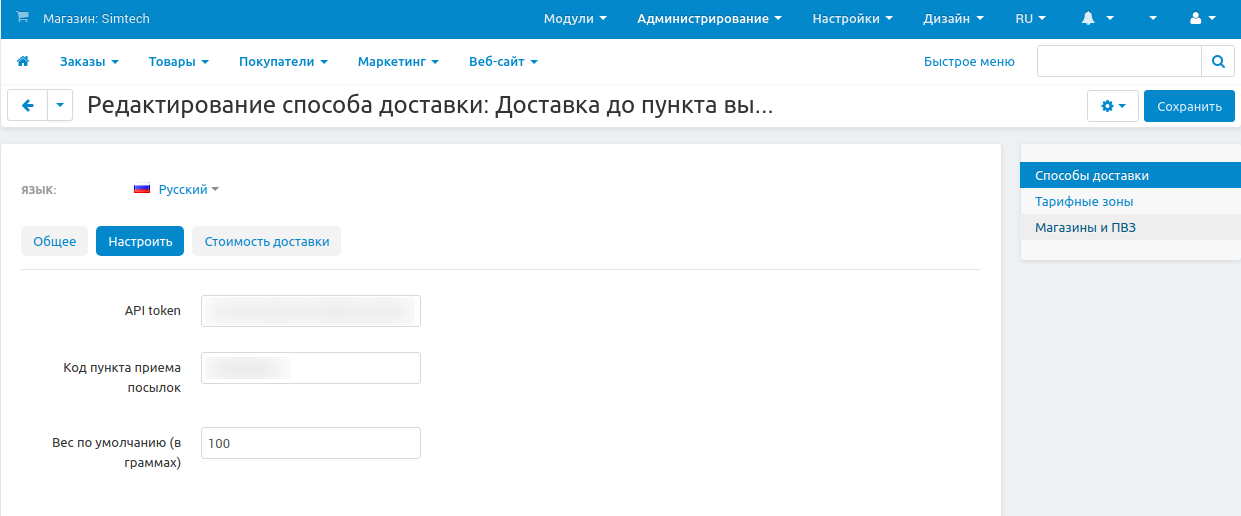 Магазин: Simtech
Модули Администрирование Настройки Дизайн RU
Заказы Товары Покупатели Маркетинг Веб-сайт Быстрое меню
Редактирование способа доставки: Доставка до пункта вы...
Сохранить
ЯЗЫК: Русский
Общее Настроить Стоимость доставки
API token
Код пункта приема
посылок
Вес по умолчанию (в
граммах)
100
Способы доставки
Тарифные зоны
Магазины и ПВЗ